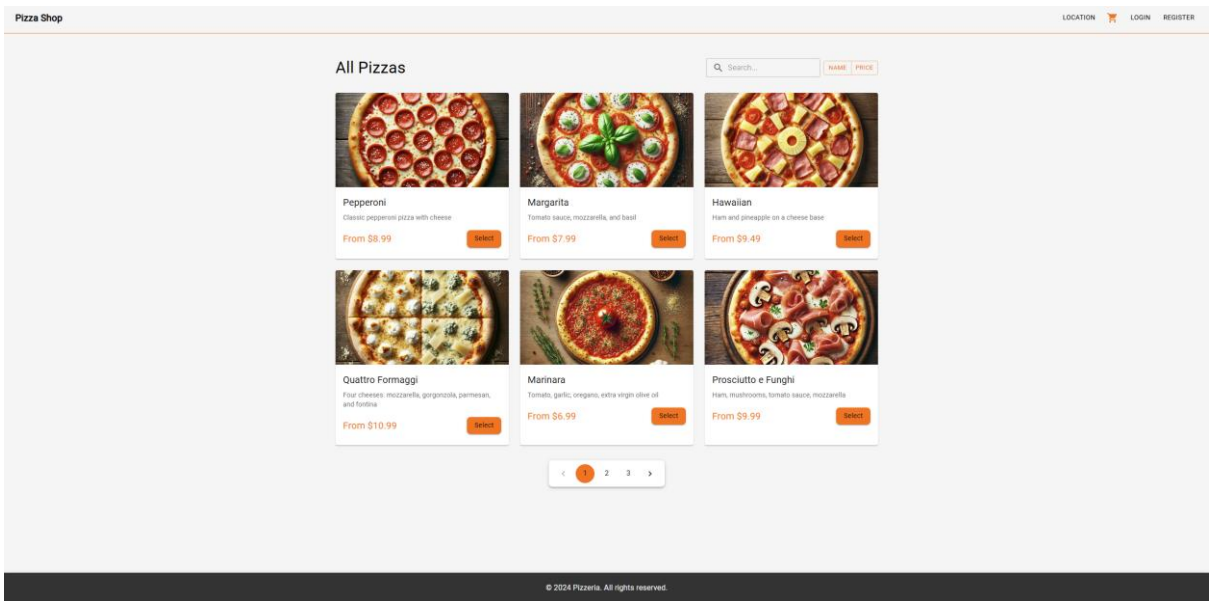 Pizza Shop
LOCATION
LOGIN
REGISTER
All Pizzas
Search...
NAME
PRICE
Pepperoni
Classic pepperoni pizza with cheese
From $8.99
Select
Margarita
Tomato sauce, mozzarella, and basil
From $7.99
Select
Hawaiian
Ham and pineapple on a cheese base
From $9.49
Select
Quattro Formaggi
Four cheeses: mozzarella, gorgonzola, parmesan,
and fontina
From $10.99
Select
Marinara
Tomato, garlic, oregano, extra virgin olive oil
From $6.99
Select
Prosciutto e Funghi
Ham, mushrooms, tomato sauce, mozzarella
From $9.99
Select
‹ 1 2 3 ›
© 2024 Pizzeria. All rights reserved.